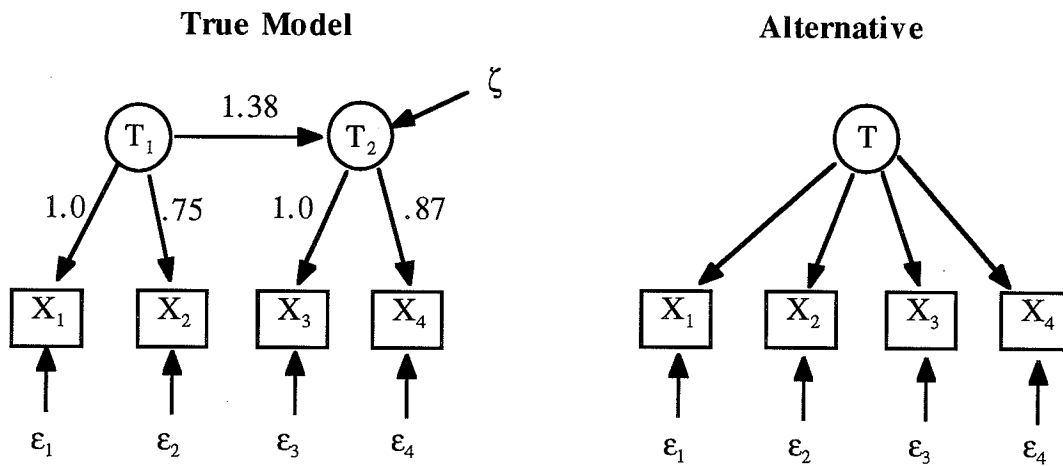 True Model
Alternative
ζ
1.38
T₁
T₂
T
1.0
.75
1.0
.87
X₁
X₂
X₃
X₄
X₁
X₂
X₃
X₄
ε₁
ε₂
ε₃
ε₄
ε₁
ε₂
ε₃
ε₄